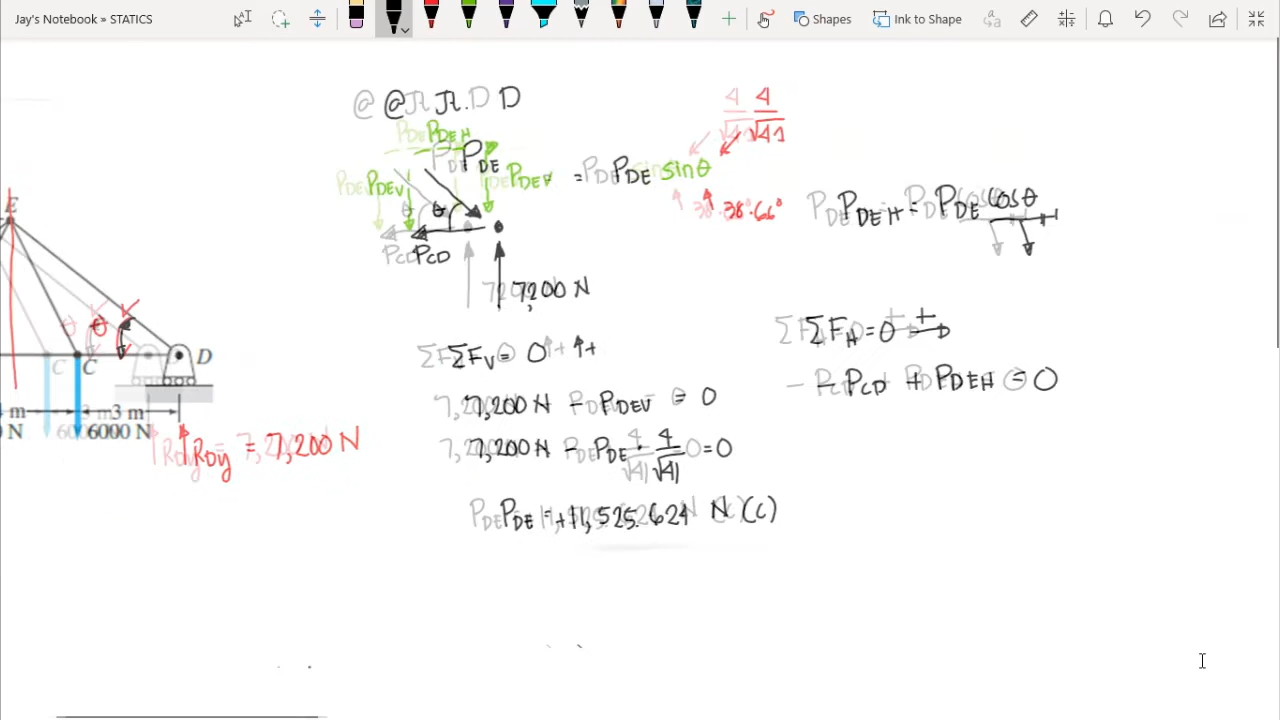 Jay's Notebook » STATICS
Shapes
Ink to Shape
@ Jt. D
4
√41
PDEH
PDE
PDEV
PDEV = PDE sinθ
38.66°
θ
PCD
7,200 N
PDEH = PDE cosθ
E
θ
C
D
m
3 m
N
6000 N
RDy = 7,200 N
ΣFV = 0 ↑+
7,200 N - PDEV = 0
7,200 N - PDE · 4/√41 = 0
PDE = +11,525.624 N (C)
ΣFH = 0 +→
- PCD + PDEH = 0